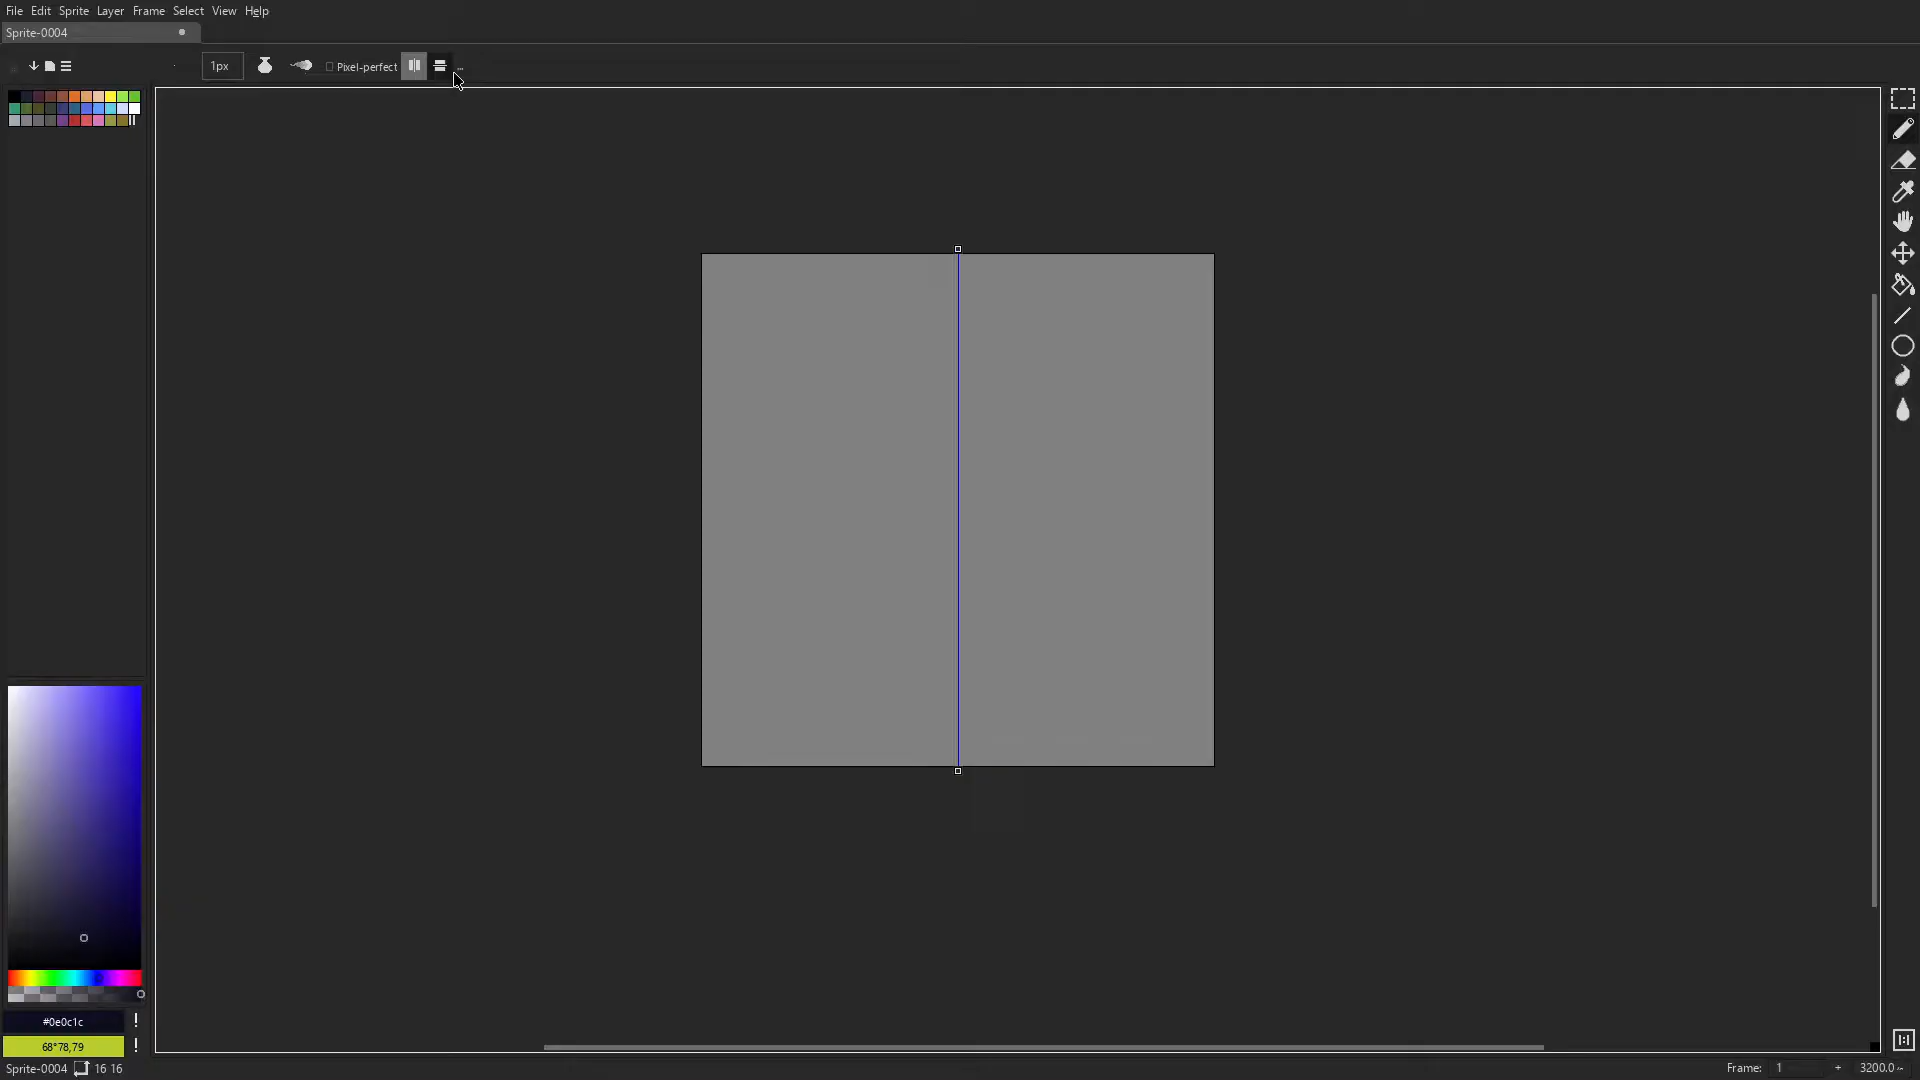 File Edit Sprite Layer Frame Select View Help
Sprite-0004
1px Pixel-perfect ...
#0e0c1c !
68°78,79 !
Sprite-0004 16 16 Frame: 1 + 3200.0